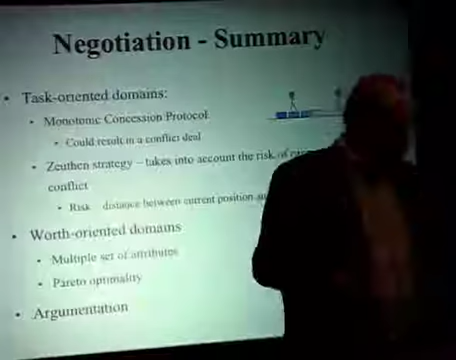 Negotiation - Summary
• Task-oriented domains:
• Monotonic Concession Protocol
• Could result in a conflict deal
• Zeuthen strategy – takes into account the risk of
conflict
• Risk distance between current position
• Worth-oriented domains
• Multiple set of attributes
• Pareto optimality
• Argumentation